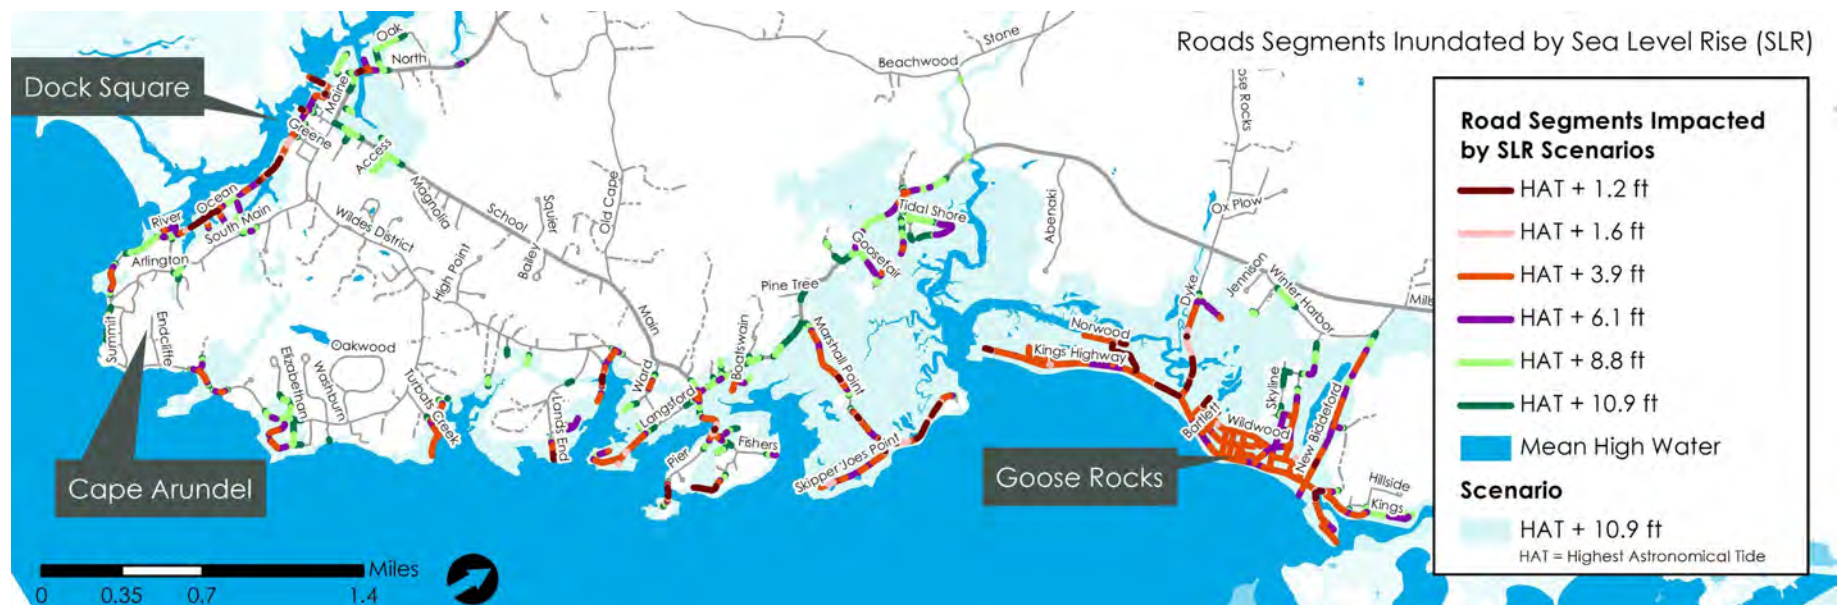 Roads Segments Inundated by Sea Level Rise (SLR)
Dock Square
Oak
North
Maine
Greene
Access
Magnolia
River
Ocean
South Main
Arlington
Wildes District
High Point
School
Squier
Bailey
Old Cape
Main
Summit
Endcliffe
Elizabethan
Washburn
Oakwood
Turbats Creek
Lands End
Ward
Langsford
Boatswain
Pier
Fishers
Pine Tree
Marshall Point
Skipper Joes Point
Goosefair
Tidal Shore
Beachwood
Stone
Abenaki
Ox Plow
ose Rocks
Dyke
Jennison
Winter Harbor
Norwood
Kings Highway
Bartlett
Wildwood
Skyline
New Biddeford
Hillside
Kings
Cape Arundel
Goose Rocks
Road Segments Impacted
by SLR Scenarios
HAT + 1.2 ft
HAT + 1.6 ft
HAT + 3.9 ft
HAT + 6.1 ft
HAT + 8.8 ft
HAT + 10.9 ft
Mean High Water
Scenario
HAT + 10.9 ft
HAT = Highest Astronomical Tide
Miles
0 0.35 0.7 1.4